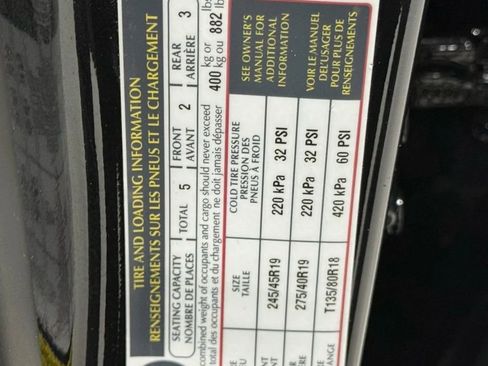 TIRE AND LOADING INFORMATION
RENSEIGNEMENTS SUR LES PNEUS ET LE CHARGEMENT
SEATING CAPACITY
NOMBRE DE PLACES
TOTAL 5
FRONT
AVANT 2
REAR
ARRIÈRE 3
combined weight of occupants and cargo should never exceed 400 kg or
total des occupants et du chargement ne doit jamais dépasser kg ou 882
SIZE
TAILLE
COLD TIRE PRESSURE
PRESSION DES
PNEUS À FROID
SEE OWNER'S
MANUAL FOR
ADDITIONAL
INFORMATION
245/45R19 220 kPa 32 PSI
275/40R19 220 kPa 32 PSI
T135/80R18 420 kPa 60 PSI
VOIR LE MANUEL
DE L'USAGER
POUR PLUS DE
RENSEIGNEMENTS